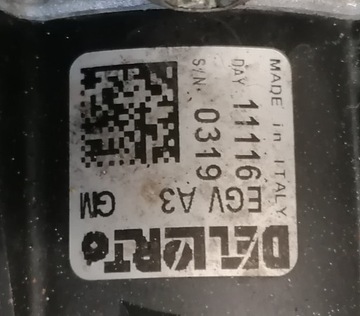 DELLORTO
EGV A3 GM
MADE in ITALY
DAY 11116
S/N. 0319